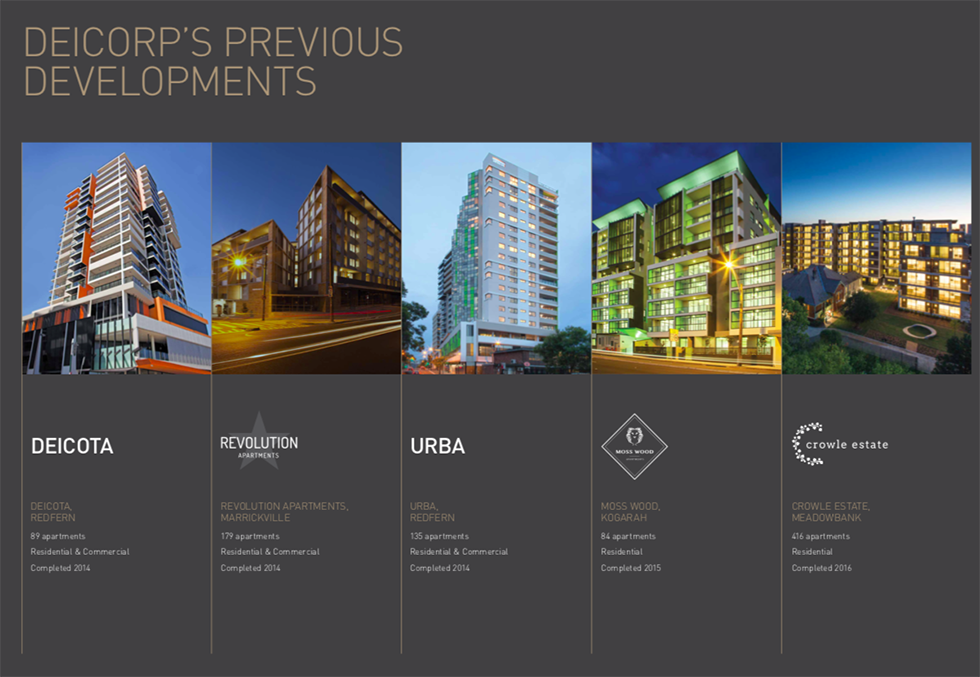 DEICORP'S PREVIOUS
DEVELOPMENTS
DEICOTA
DEICOTA,
REDFERN
89 apartments
Residential & Commercial
Completed 2014
REVOLUTION
APARTMENTS
REVOLUTION APARTMENTS,
MARRICKVILLE
179 apartments
Residential & Commercial
Completed 2014
URBA
URBA,
REDFERN
135 apartments
Residential & Commercial
Completed 2014
MOSS WOOD
MOSS WOOD,
KOGARAH
84 apartments
Residential
Completed 2015
crowle estate
CROWLE ESTATE,
MEADOWBANK
416 apartments
Residential
Completed 2016